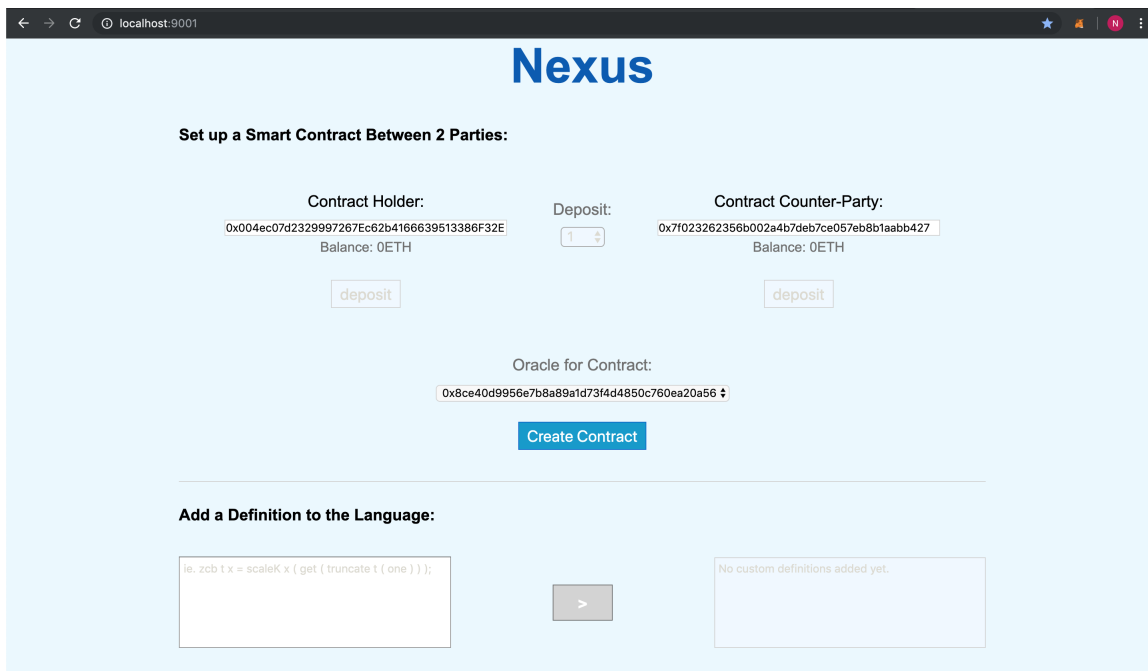 localhost:9001
N
Nexus
Set up a Smart Contract Between 2 Parties:
Contract Holder:
Deposit:
Contract Counter-Party:
0x004ec07d2329997267Ec62b4166639513386F32E
1
0x7f023262356b002a4b7deb7ce057eb8b1aabb427
Balance: 0ETH
Balance: 0ETH
deposit
deposit
Oracle for Contract:
0x8ce40d9956e7b8a89a1d73f4d4850c760ea20a56
Create Contract
Add a Definition to the Language:
ie. zcb t x = scaleK x ( get ( truncate t ( one ) ) );
>
No custom definitions added yet.